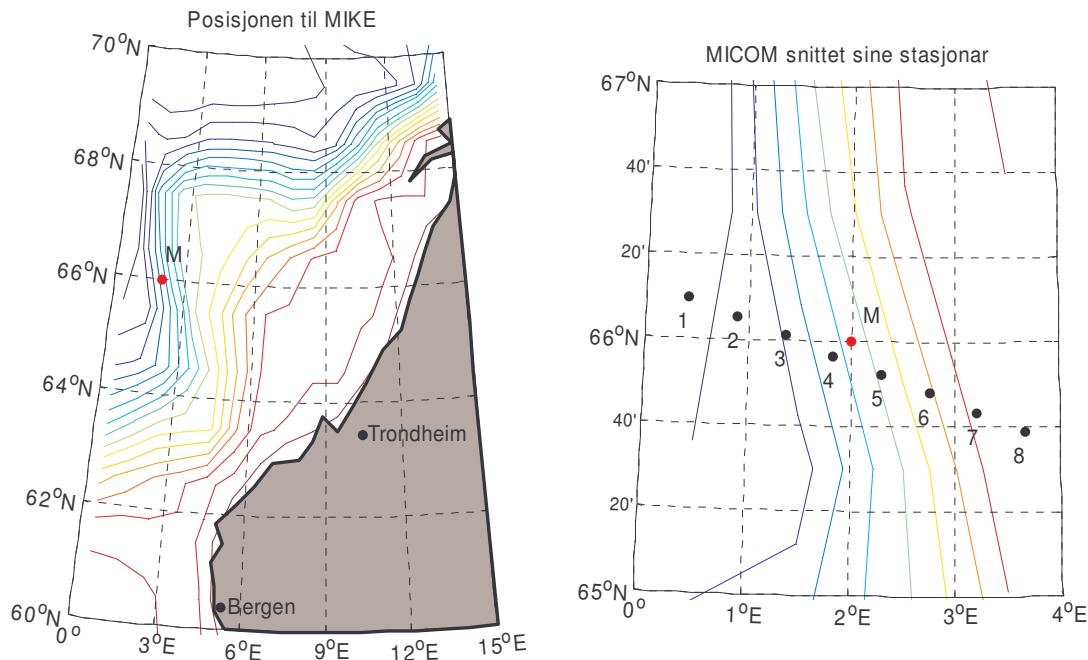 Posisjonen til MIKE
70°N
68°N
66°N
64°N
62°N
60°N
0°
3°E
6°E
9°E
12°E
15°E
M
Trondheim
Bergen
MICOM snittet sine stasjonar
67°N
40'
20'
66°N
40'
20'
65°N
0°
1°E
2°E
3°E
4°E
1
2
3
4
M
5
6
7
8